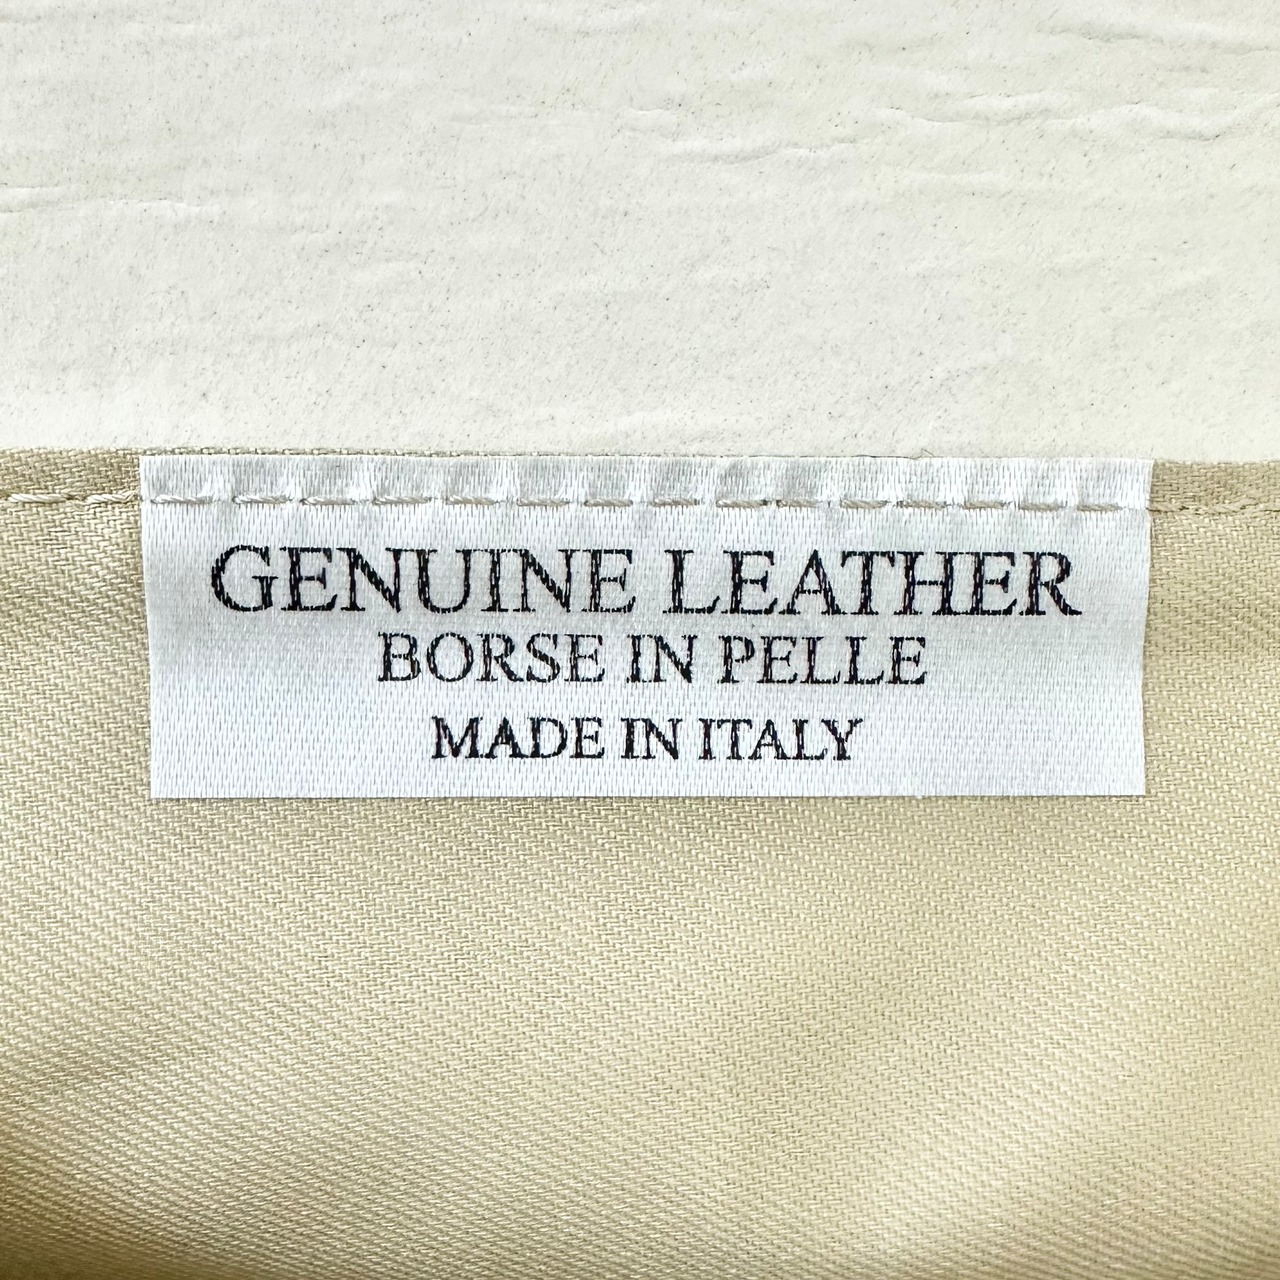 GENUINE LEATHER
BORSE IN PELLE
MADE IN ITALY